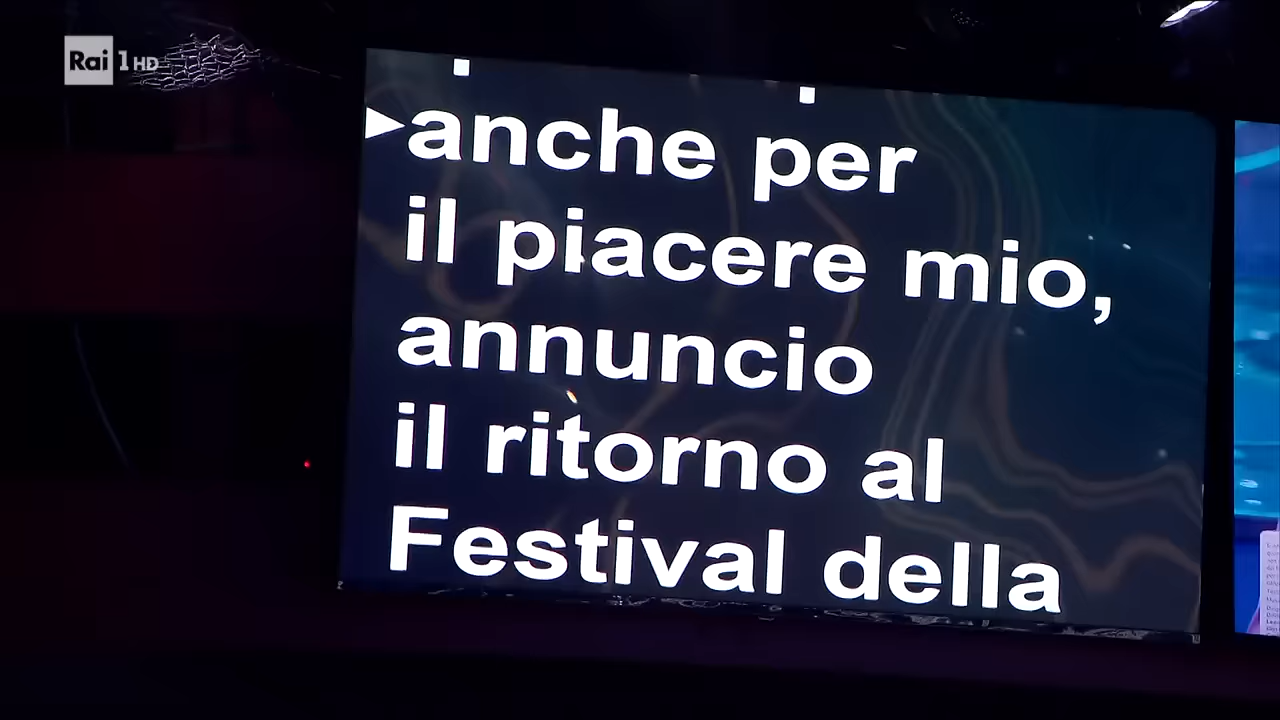 Rai 1 HD
anche per
il piacere mio,
annuncio
il ritorno al
Festival della